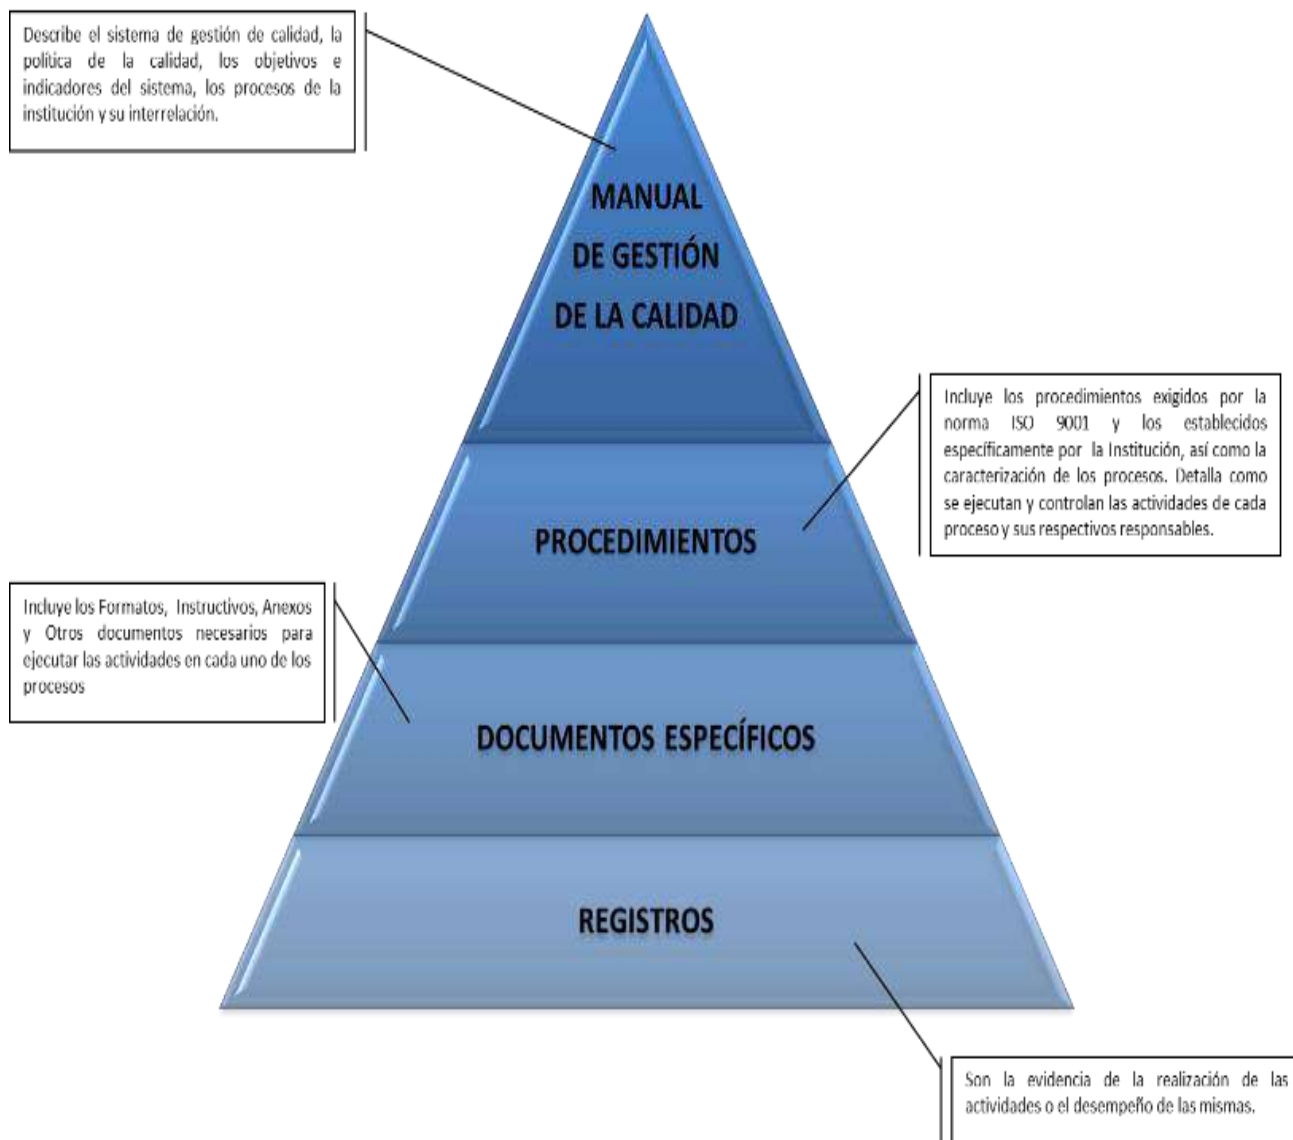 Describe el sistema de gestión de calidad, la
política de la calidad, los objetivos e
indicadores del sistema, los procesos de la
institución y su interrelación.
MANUAL
DE GESTIÓN
DE LA CALIDAD
Incluye los procedimientos exigidos por la
norma ISO 9001 y los establecidos
específicamente por la Institución, así como la
caracterización de los procesos. Detalla como
se ejecutan y controlan las actividades de cada
proceso y sus respectivos responsables.
PROCEDIMIENTOS
Incluye los Formatos, Instructivos, Anexos
y Otros documentos necesarios para
ejecutar las actividades en cada uno de los
procesos
DOCUMENTOS ESPECÍFICOS
REGISTROS
Son la evidencia de la realización de las
actividades o el desempeño de las mismas.